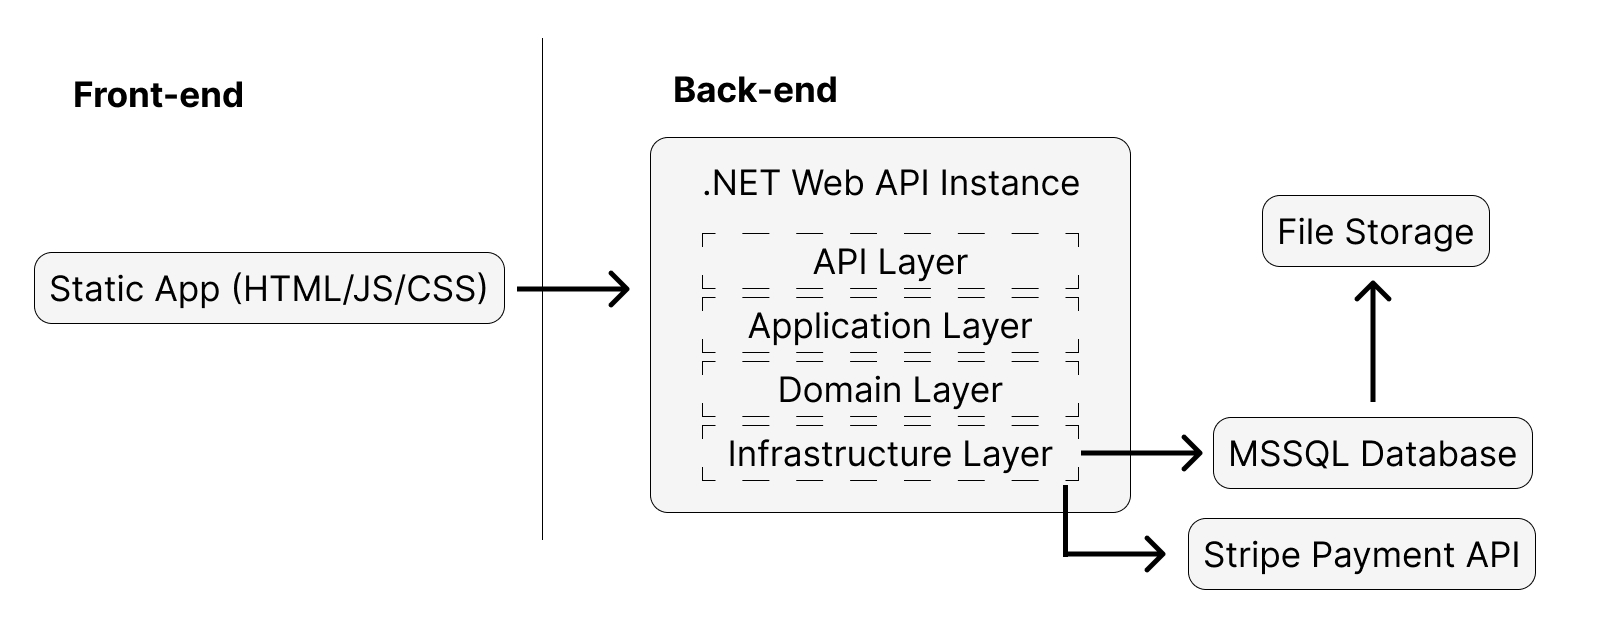 Front-end
Back-end
.NET Web API Instance
API Layer
Application Layer
Domain Layer
Infrastructure Layer
Static App (HTML/JS/CSS)
File Storage
MSSQL Database
Stripe Payment API